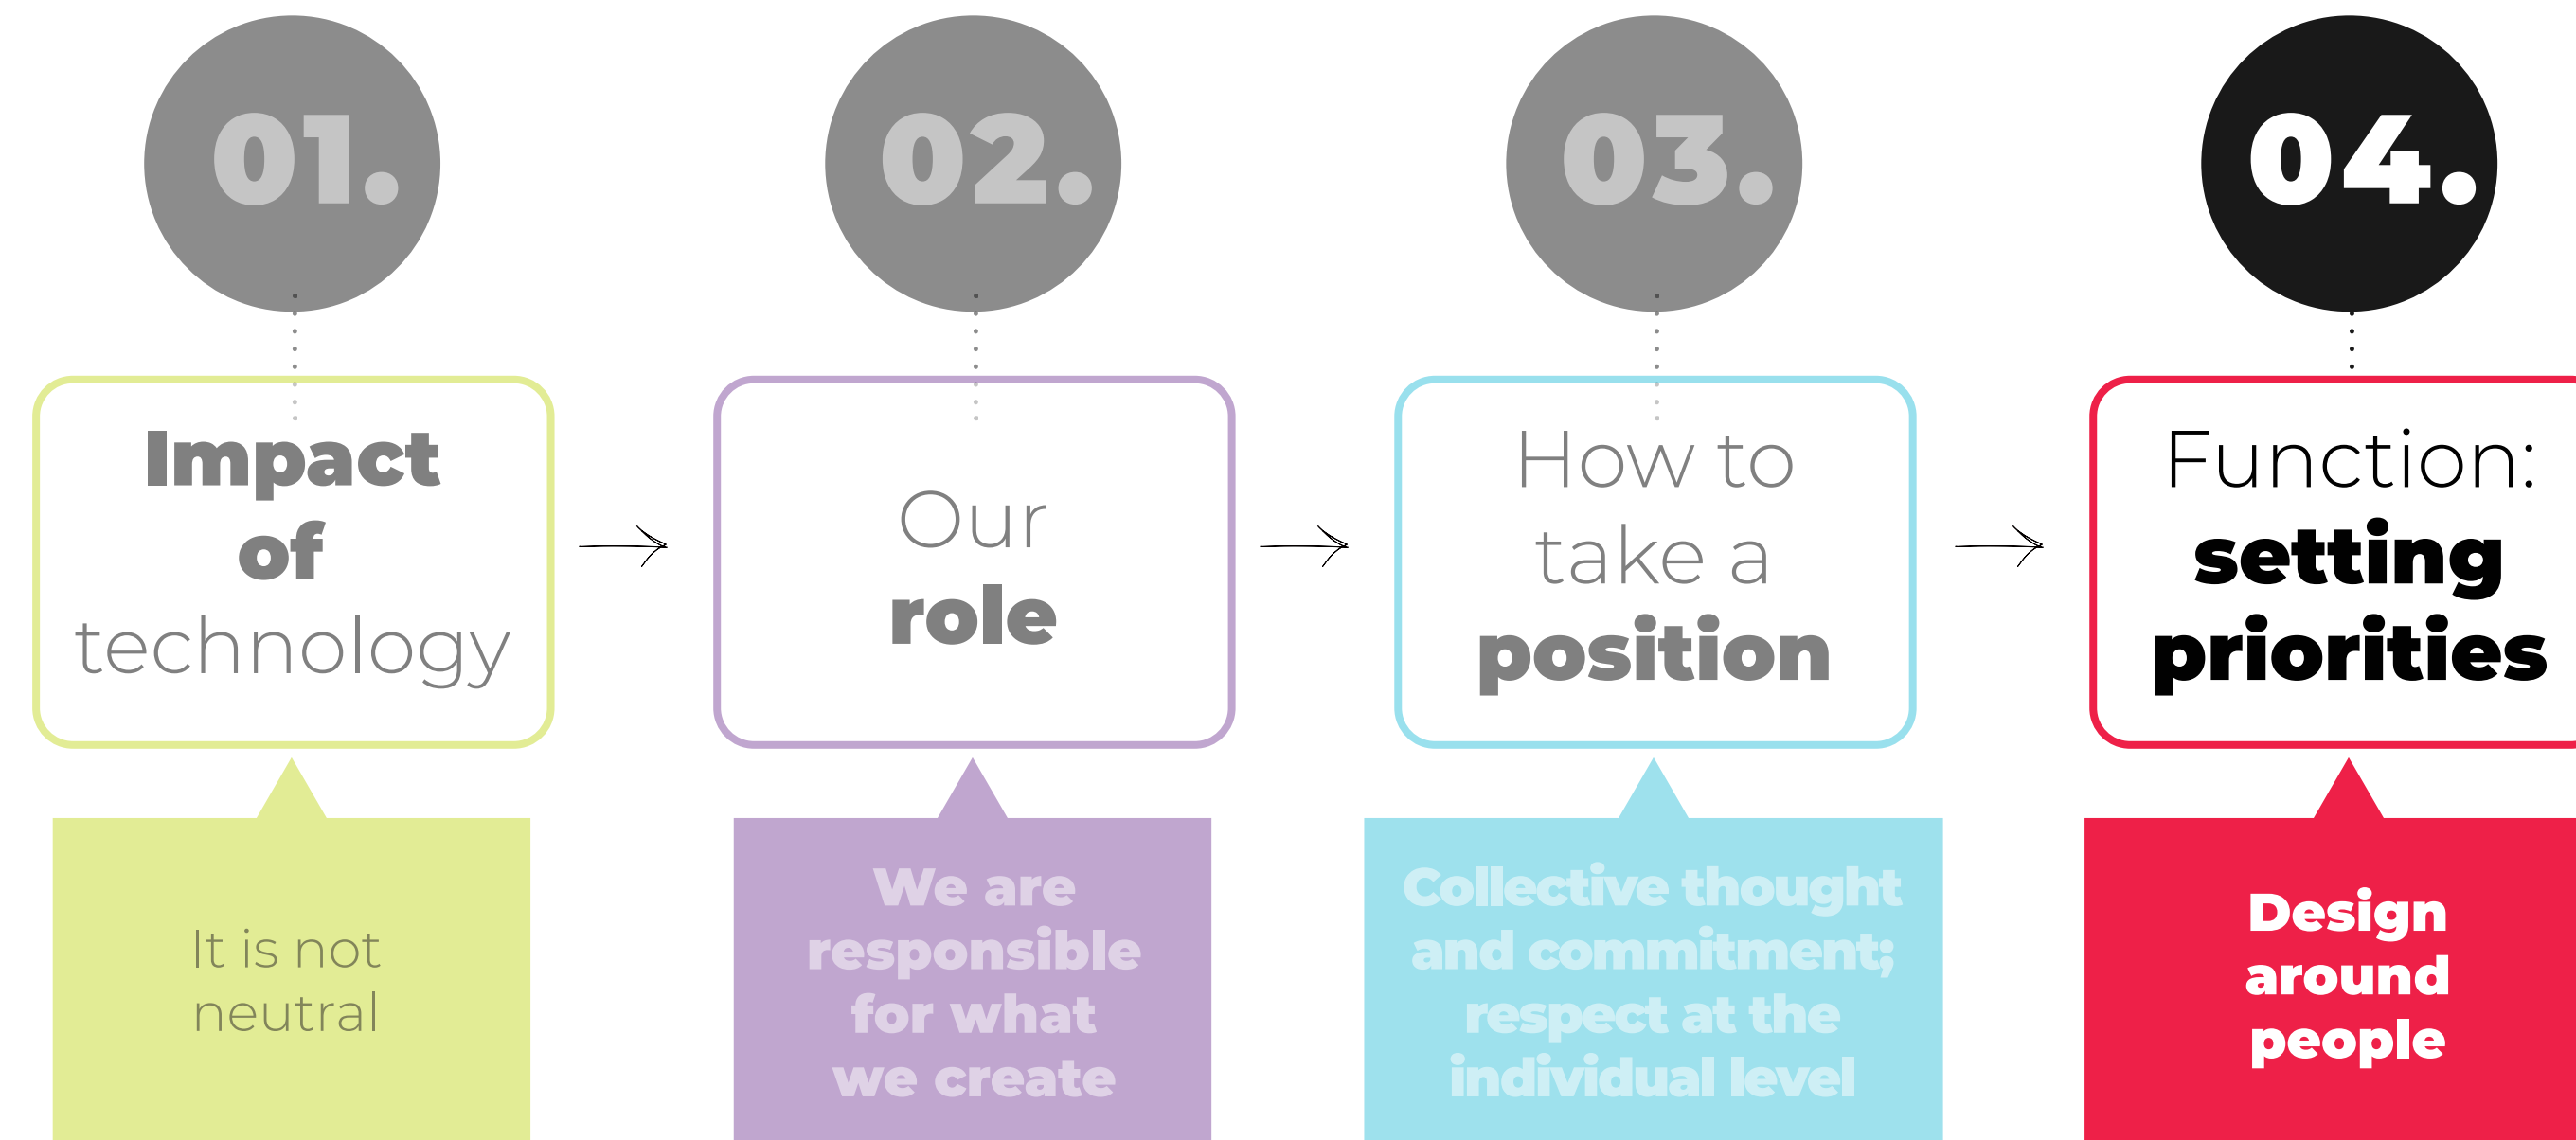 01.
02.
03.
04.
Impact
of
technology
Our
role
How to
take a
position
Function:
setting
priorities
It is not
neutral
We are
responsible
for what
we create
Collective thought
and commitment;
respect at the
individual level
Design
around
people